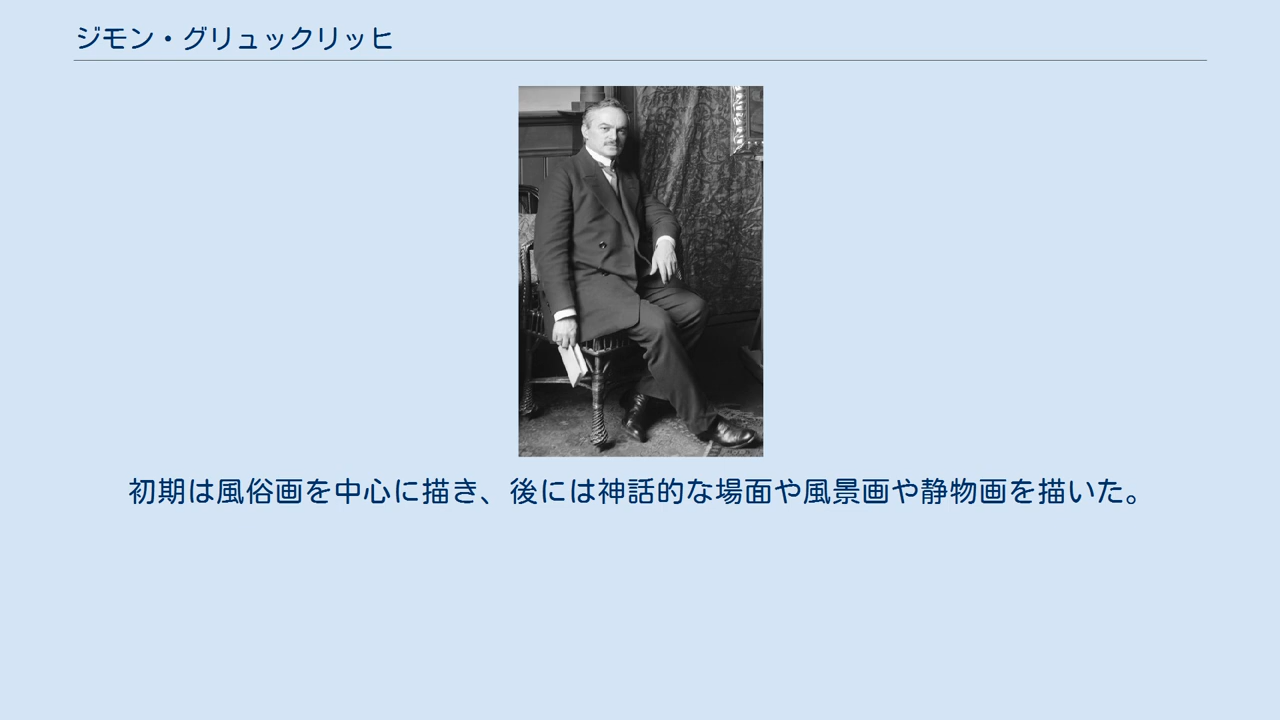 ジモン・グリュックリッヒ
初期は風俗画を中心に描き、後には神話的な場面や風景画や静物画を描いた。